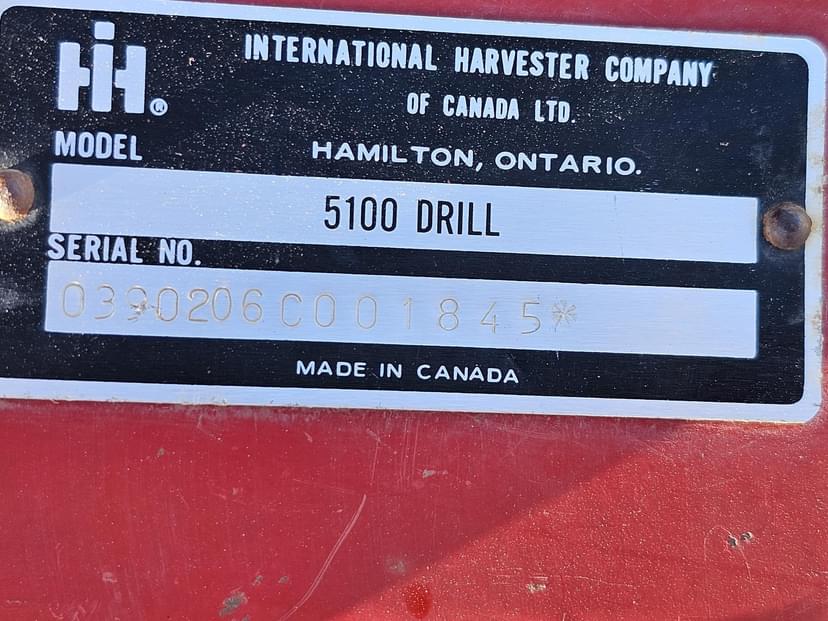 IH®
INTERNATIONAL HARVESTER COMPANY
OF CANADA LTD.
HAMILTON, ONTARIO.
MODEL
5100 DRILL
SERIAL NO.
0390206C001845*
MADE IN CANADA